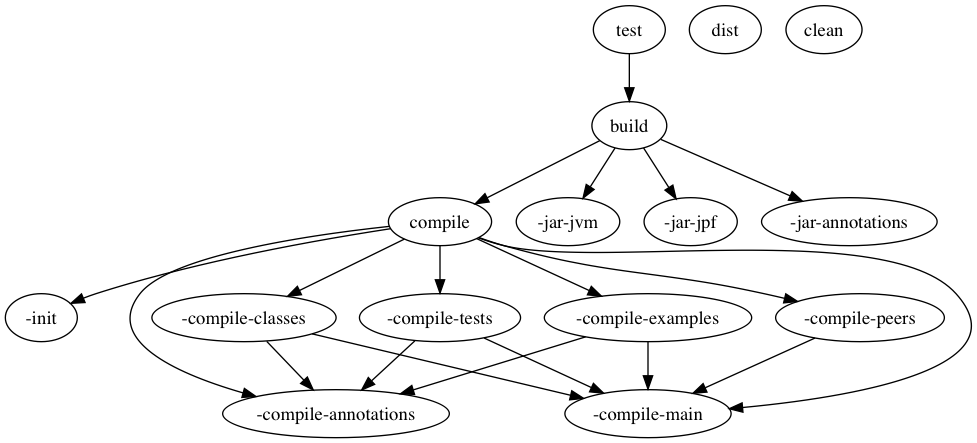 test
dist
clean
build
compile
-jar-jvm
-jar-jpf
-jar-annotations
-init
-compile-classes
-compile-tests
-compile-examples
-compile-peers
-compile-annotations
-compile-main